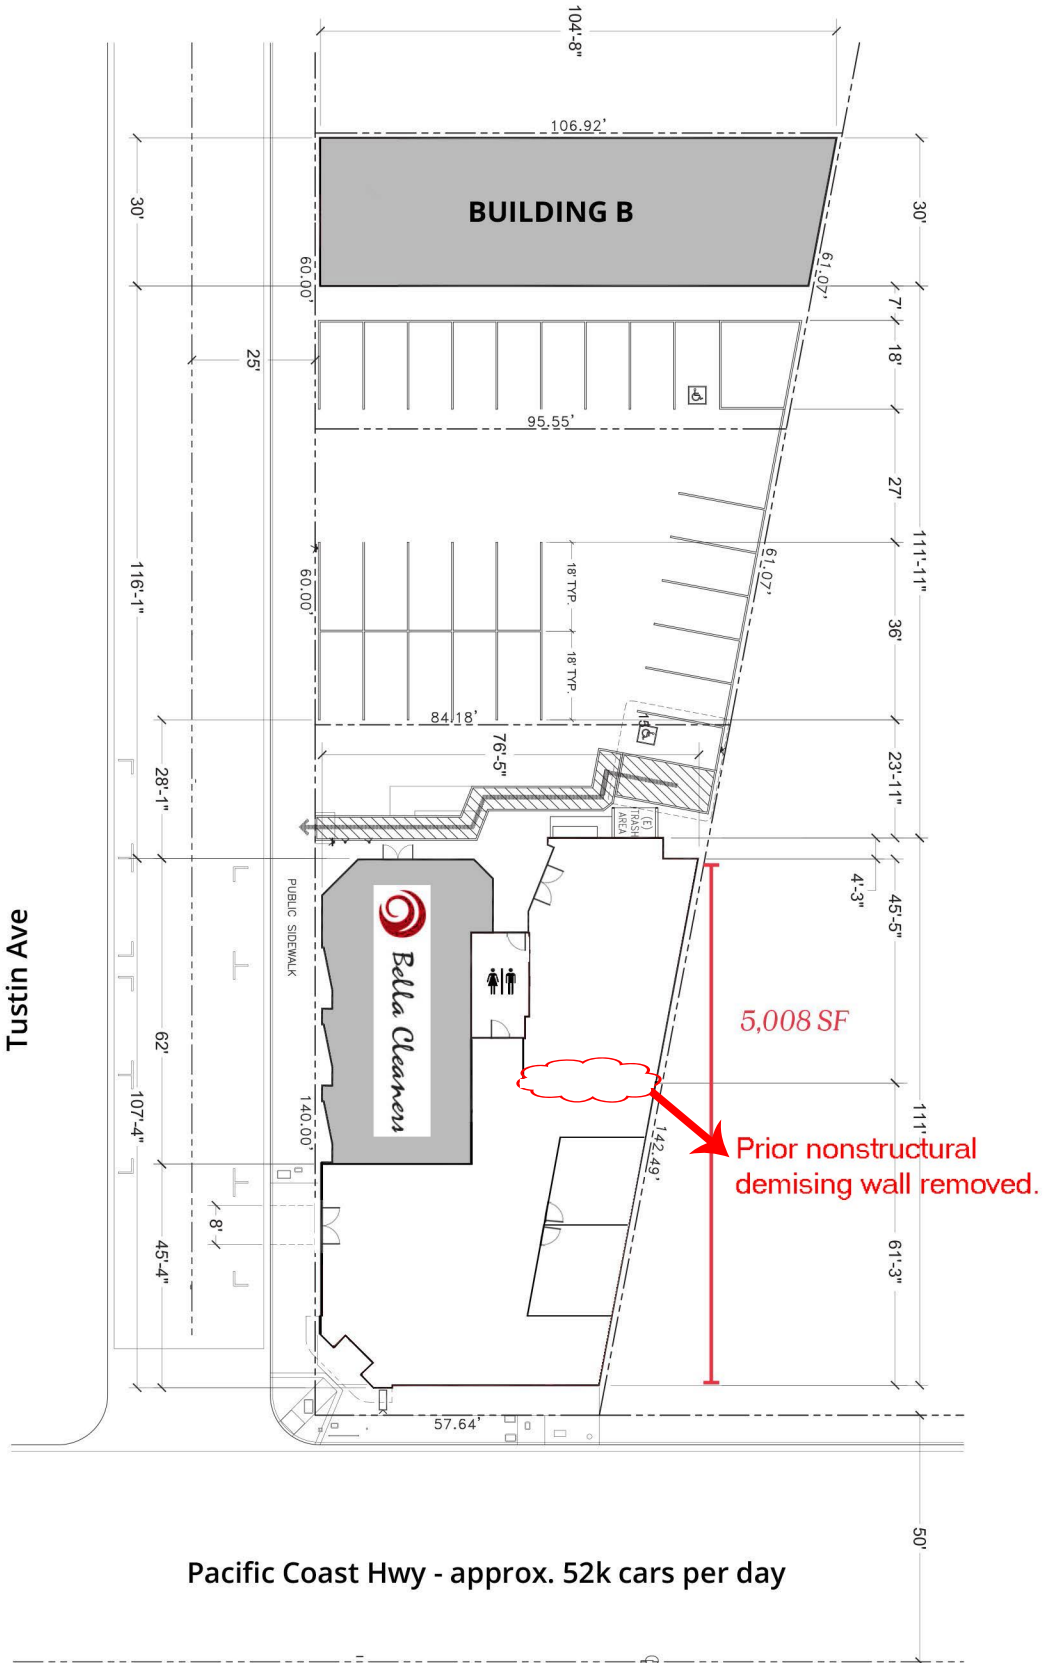 104'-8"
106.92'
30'
BUILDING B
30'
60.00'
61.07'
7'
25'
18'
95.55'
27'
111'-11"
61.07'
116'-1"
60.00'
18' TYP.
36'
18' TYP.
84.18'
76'-5"
28'-1"
23'-11"
(E)
TRASH
AREA
4'-3"
45'-5"
PUBLIC SIDEWALK
Tustin Ave
Bella Cleaners
5,008 SF
62'
107'-4"
140.00'
142.49'
111'
Prior nonstructural
demising wall removed.
8'
45'-4"
61'-3"
57.64'
50'
Pacific Coast Hwy - approx. 52k cars per day